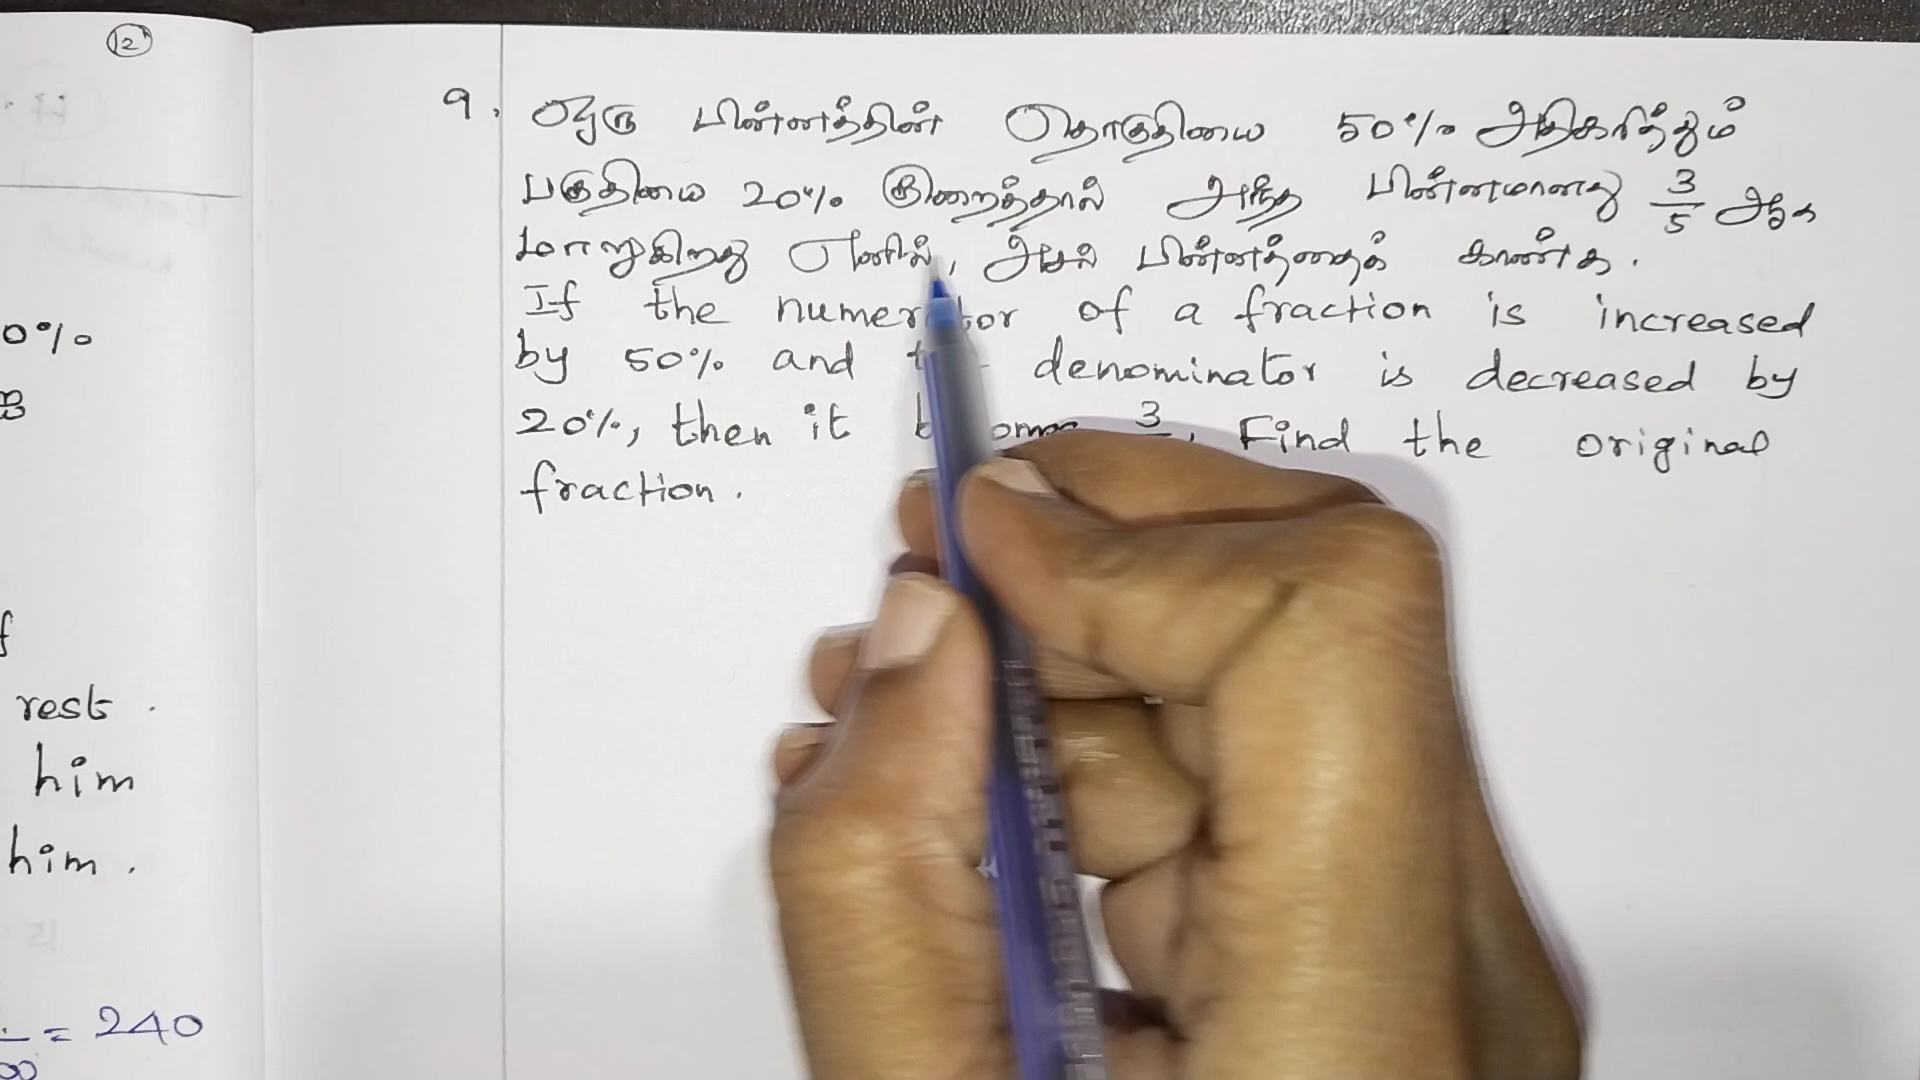 12
9. ஒரு பின்னத்தின் தொகுதியை 50% அதிகரித்தும்
பகுதியை 20% குறைத்தால் அந்த பின்னமானது 3/5 ஆக
மாறுகிறது எனில், அசல் பின்னத்தைக் காண்க.
If the numerator of a fraction is increased
by 50% and denominator is decreased by
20%, then it 3 . Find the original
fraction.
0%
rest.
him
him.
= 240